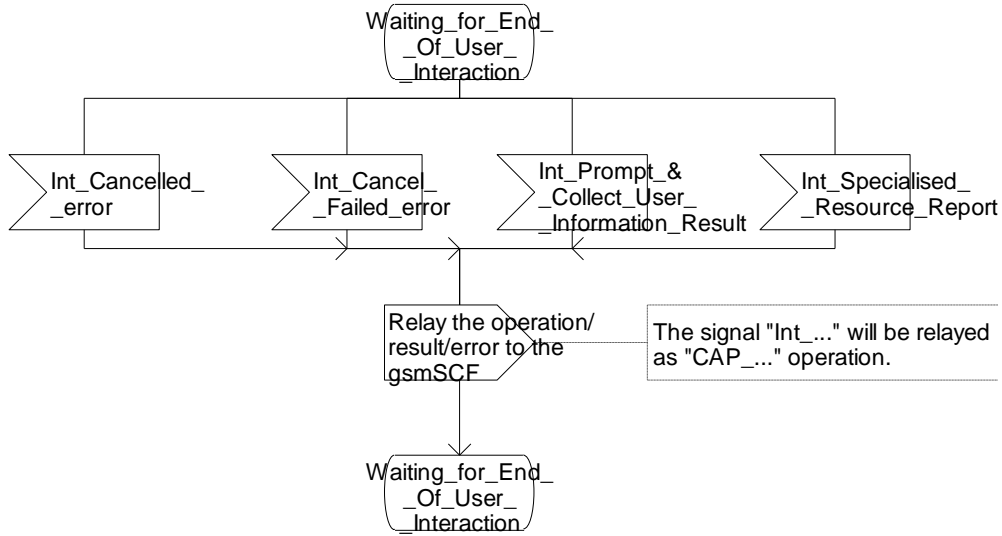 Waiting_for_End_
_Of_User_
_Interaction
Int_Cancelled_
_error
Int_Cancel_
_Failed_error
Int_Prompt_&
_Collect_User_
_Information_Result
Int_Specialised_
_Resource_Report
Relay the operation/
result/error to the
gsmSCF
The signal "Int_..." will be relayed
as "CAP_..." operation.
Waiting_for_End_
_Of_User_
_Interaction